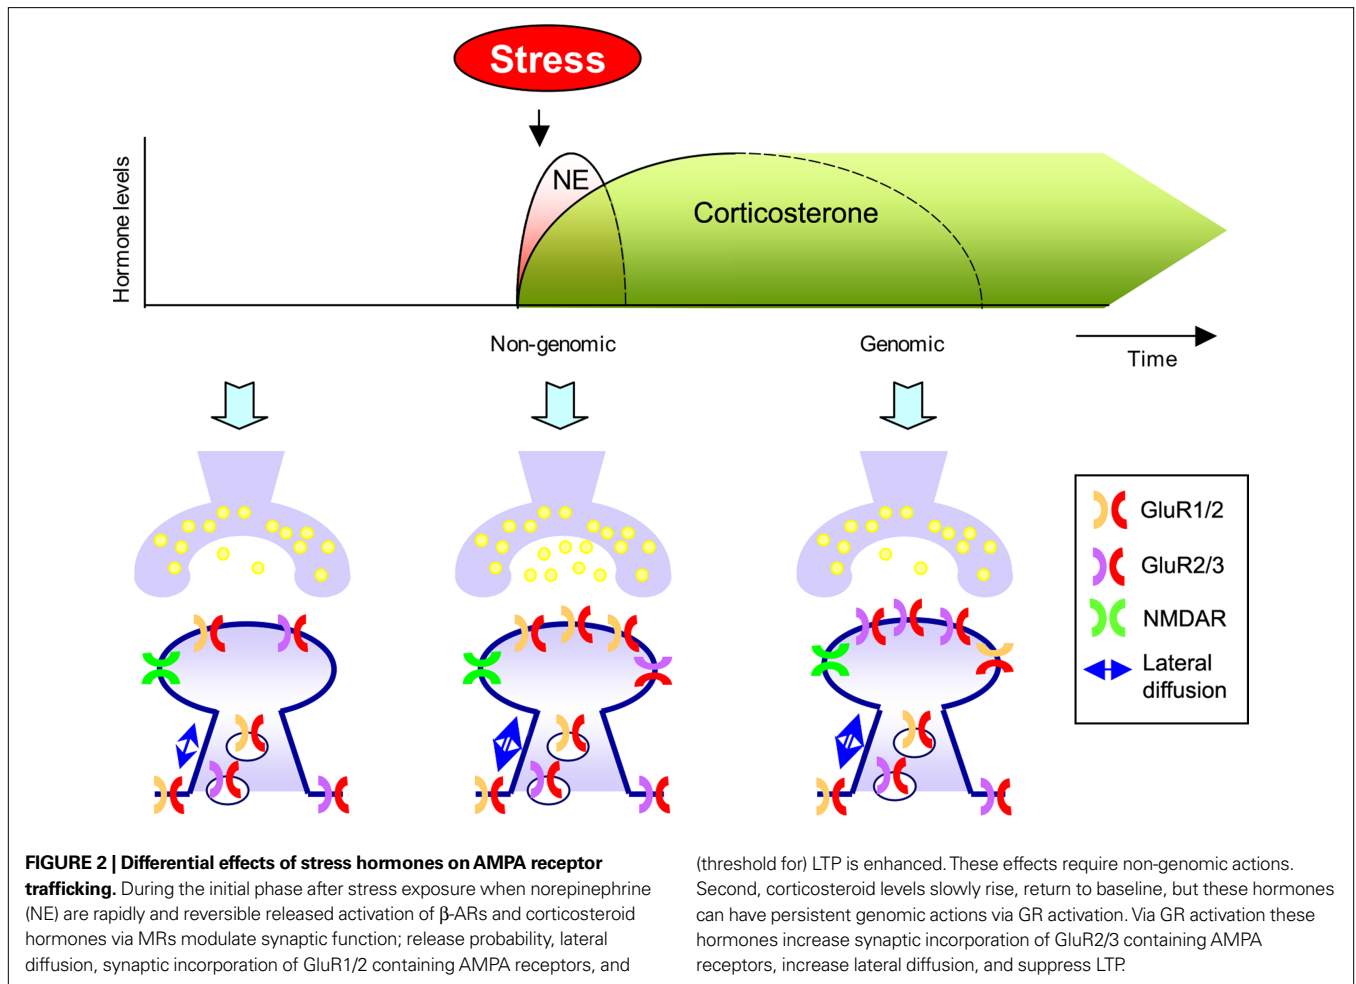 Stress
Hormone levels
NE
Corticosterone
Non-genomic
Genomic
Time
GluR1/2
GluR2/3
NMDAR
Lateral
diffusion
FIGURE 2 | Differential effects of stress hormones on AMPA receptor
trafficking. During the initial phase after stress exposure when norepinephrine
(NE) are rapidly and reversible released activation of β-ARs and corticosteroid
hormones via MRs modulate synaptic function; release probability, lateral
diffusion, synaptic incorporation of GluR1/2 containing AMPA receptors, and
(threshold for) LTP is enhanced. These effects require non-genomic actions.
Second, corticosteroid levels slowly rise, return to baseline, but these hormones
can have persistent genomic actions via GR activation. Via GR activation these
hormones increase synaptic incorporation of GluR2/3 containing AMPA
receptors, increase lateral diffusion, and suppress LTP.